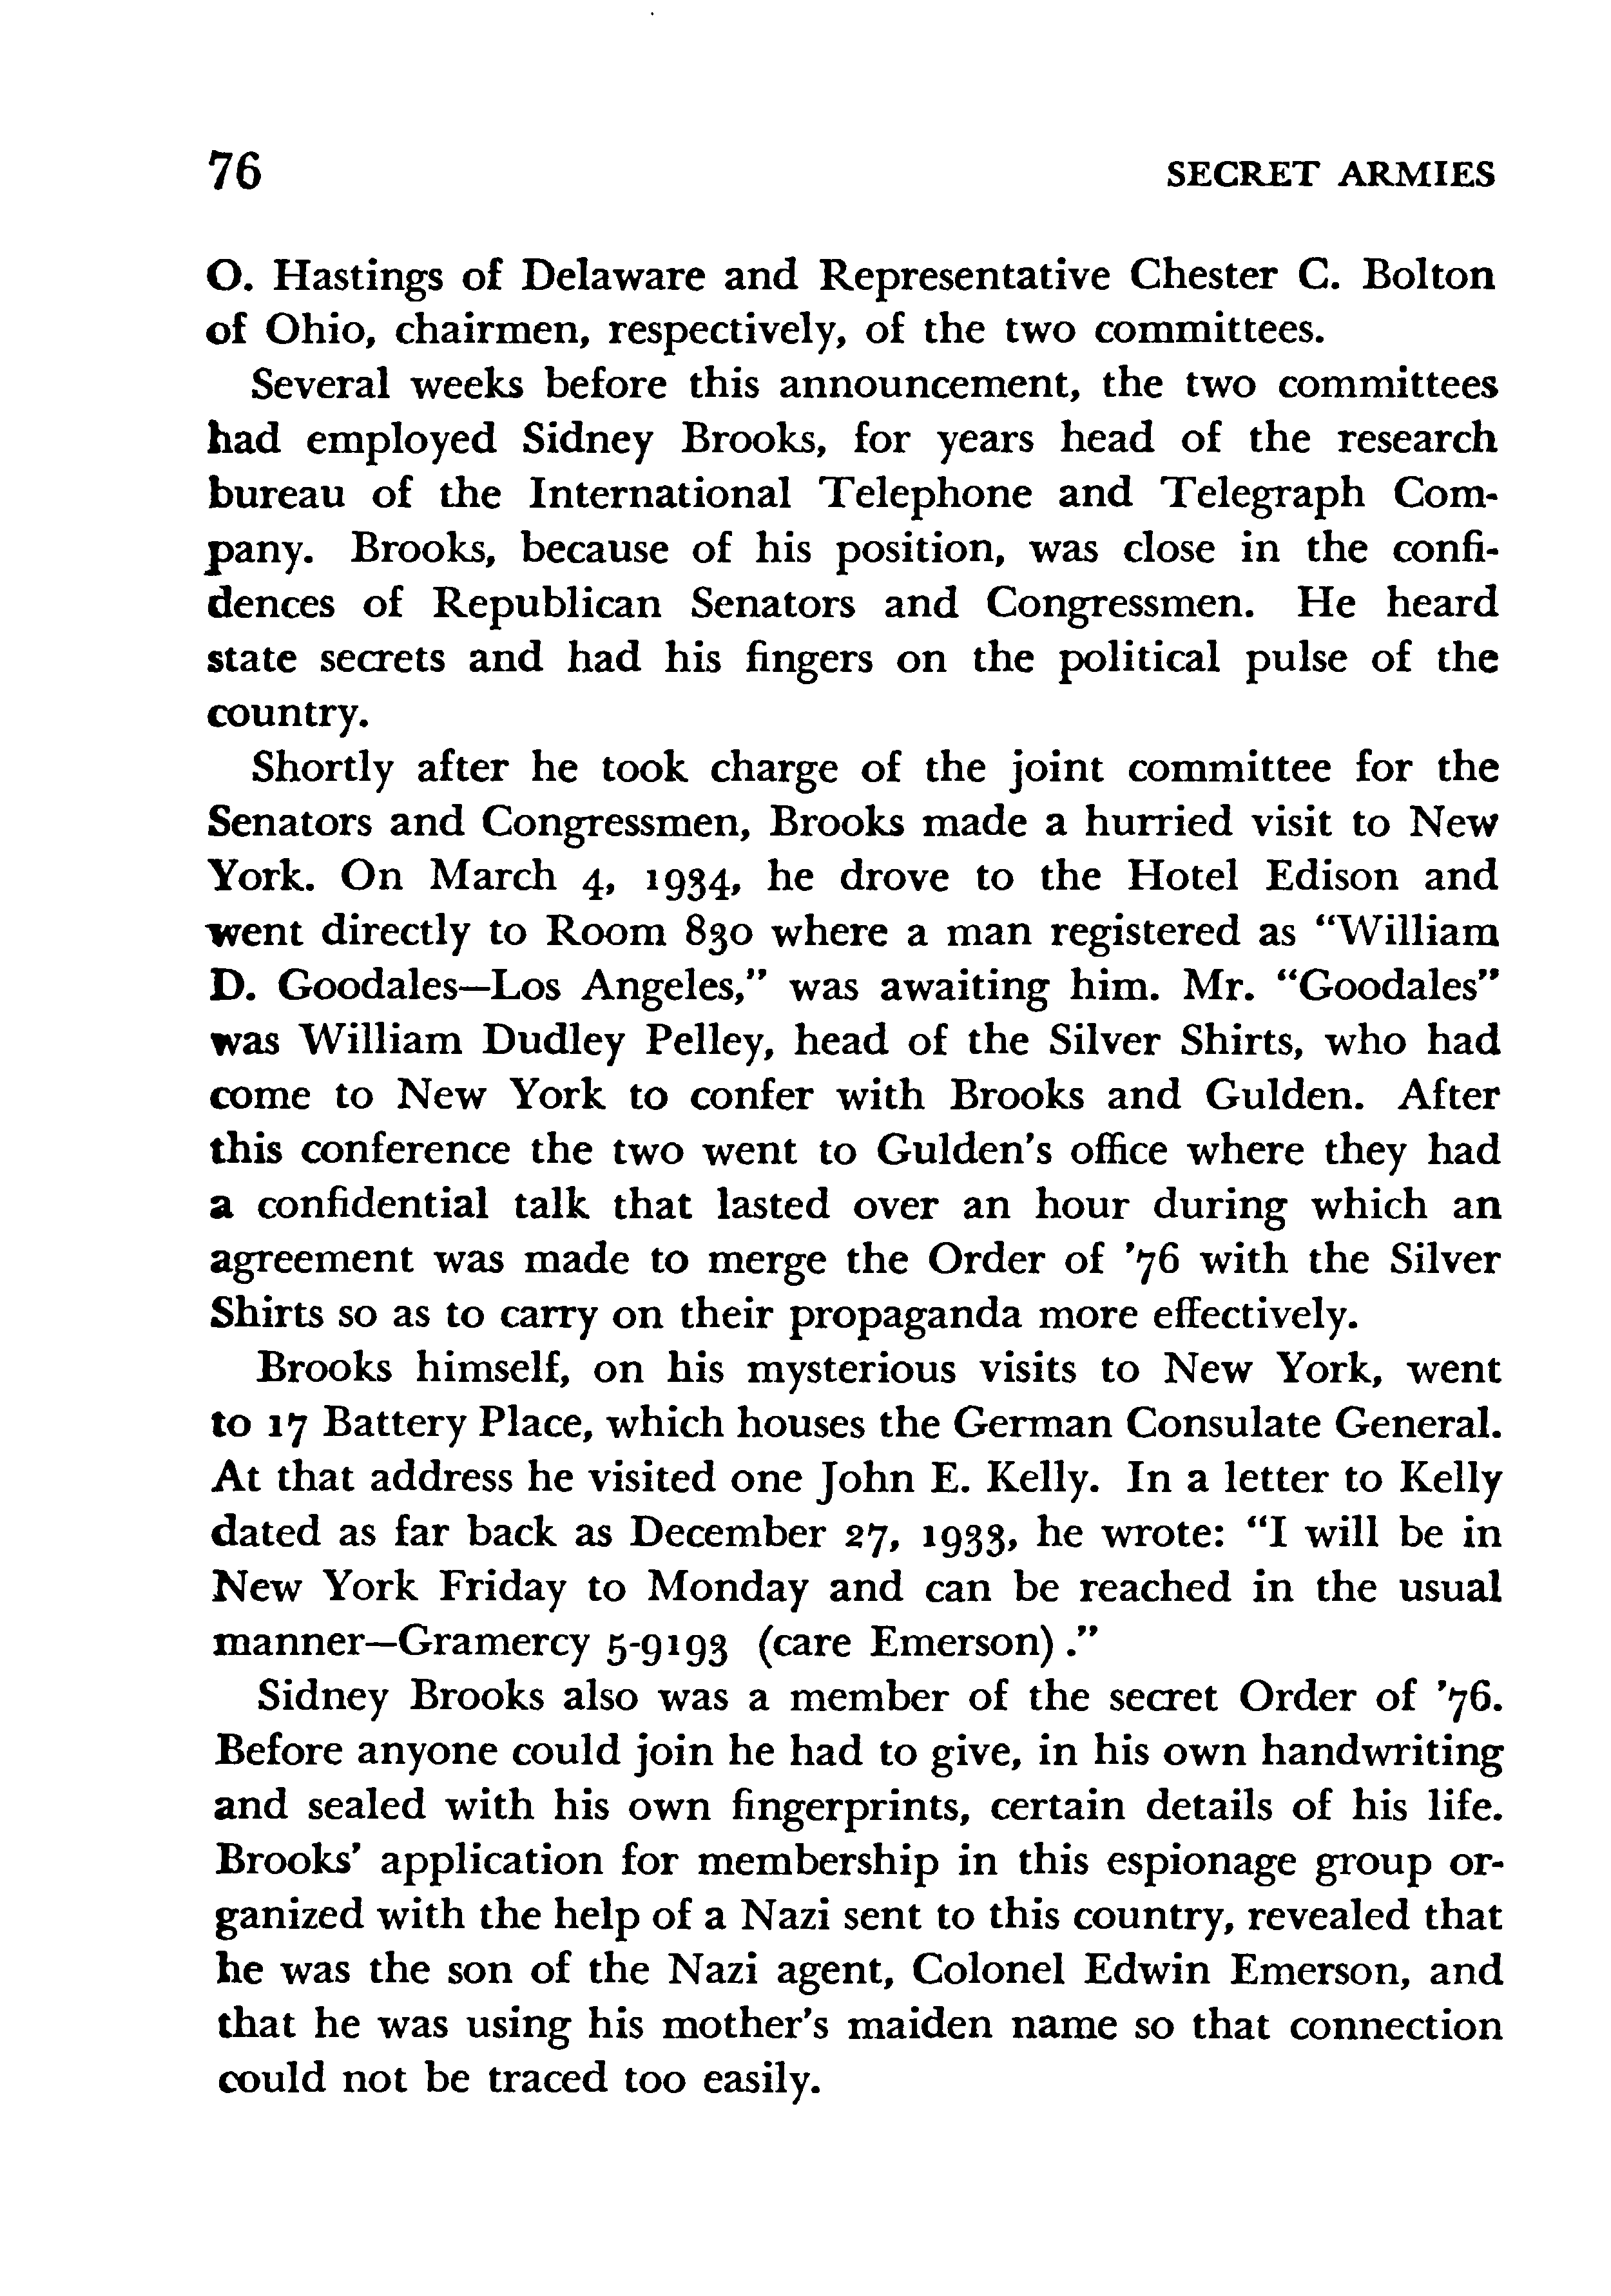 76 SECRET ARMIES
O. Hastings of Delaware and Representative Chester C. Bolton
of Ohio, chairmen, respectively, of the two committees.
Several weeks before this announcement, the two committees
had employed Sidney Brooks, for years head of the research
bureau of the International Telephone and Telegraph Com-
pany. Brooks, because of his position, was close in the confi-
dences of Republican Senators and Congressmen. He heard
state secrets and had his fingers on the political pulse of the
country.
Shortly after he took charge of the joint committee for the
Senators and Congressmen, Brooks made a hurried visit to New
York. On March 4, 1934, he drove to the Hotel Edison and
went directly to Room 830 where a man registered as “William
D. Goodales—Los Angeles,” was awaiting him. Mr. “Goodales”
was William Dudley Pelley, head of the Silver Shirts, who had
come to New York to confer with Brooks and Gulden. After
this conference the two went to Gulden’s office where they had
a confidential talk that lasted over an hour during which an
agreement was made to merge the Order of ’76 with the Silver
Shirts so as to carry on their propaganda more effectively.
Brooks himself, on his mysterious visits to New York, went
to 17 Battery Place, which houses the German Consulate General.
At that address he visited one John E. Kelly. In a letter to Kelly
dated as far back as December 27, 1933, he wrote: “I will be in
New York Friday to Monday and can be reached in the usual
manner—Gramercy 5-9193 (care Emerson) .”
Sidney Brooks also was a member of the secret Order of ’76.
Before anyone could join he had to give, in his own handwriting
and sealed with his own fingerprints, certain details of his life.
Brooks’ application for membership in this espionage group or-
ganized with the help of a Nazi sent to this country, revealed that
he was the son of the Nazi agent, Colonel Edwin Emerson, and
that he was using his mother’s maiden name so that connection
could not be traced too easily.